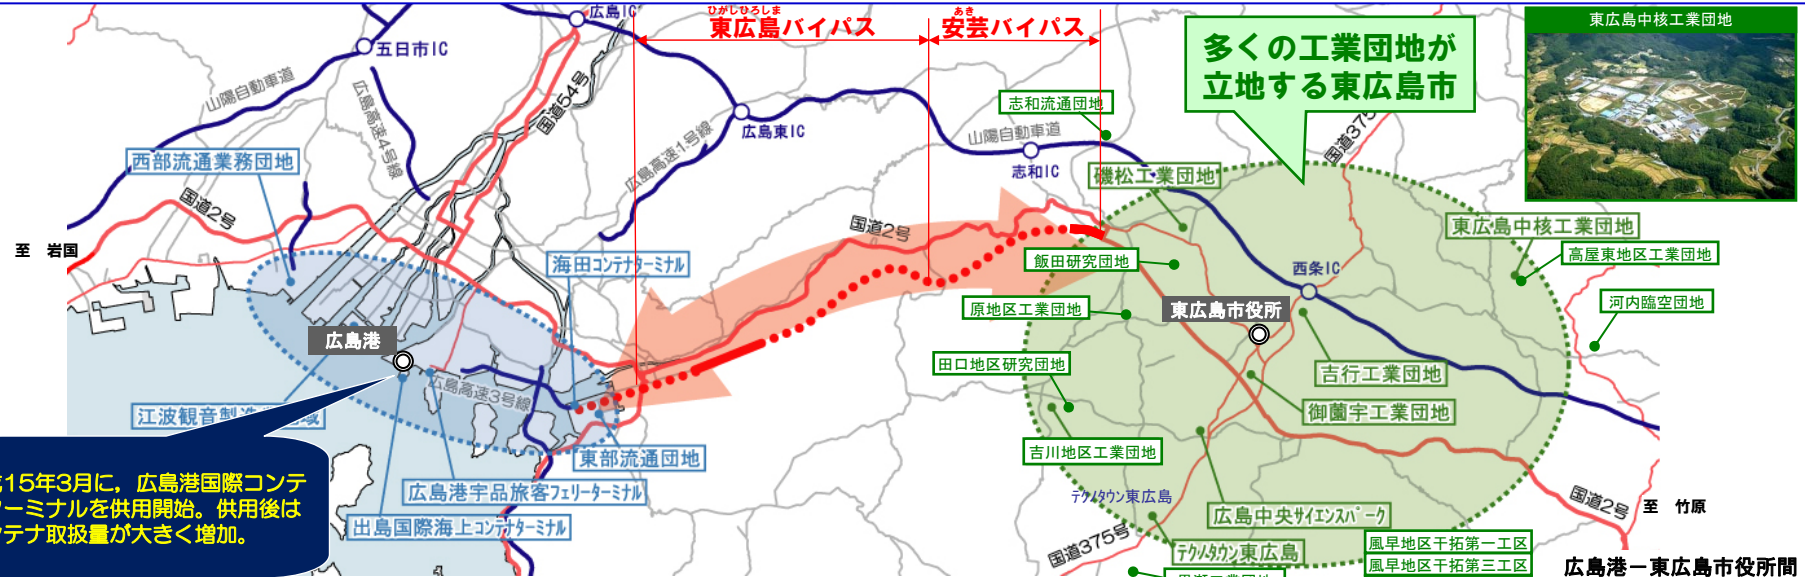 広島IC
ひがしひろしま
東広島バイパス
あき
安芸バイパス
東広島中核工業団地
五日市IC
多くの工業団地が
立地する東広島市
山陽自動車道
広島高速4号線
国道54号
広島高速1号線
広島東IC
志和流通団地
山陽自動車道
志和IC
国道375
西部流通業務団地
国道2号
磯松工業団地
至 岩国
国道2号
東広島中核工業団地
高屋東地区工業団地
海田コンテナターミナル
飯田研究団地
西条IC
河内臨空団地
原地区工業団地
東広島市役所
広島港
田口地区研究団地
吉行工業団地
広島高速3号線
江波観音製造
域
御薗宇工業団地
東部流通団地
吉川地区工業団地
15年3月に，広島港国際コンテ
ターミナルを供用開始。供用後は
テナ取扱量が大きく増加。
広島港宇品旅客フェリーターミナル
出島国際海上コンテナターミナル
テクノタウン東広島
広島中央サイエンスパーク
国道2号
至 竹原
国道375号
テクノタウン東広島
風早地区干拓第一工区
風早地区干拓第三工区
広島港－東広島市役所間